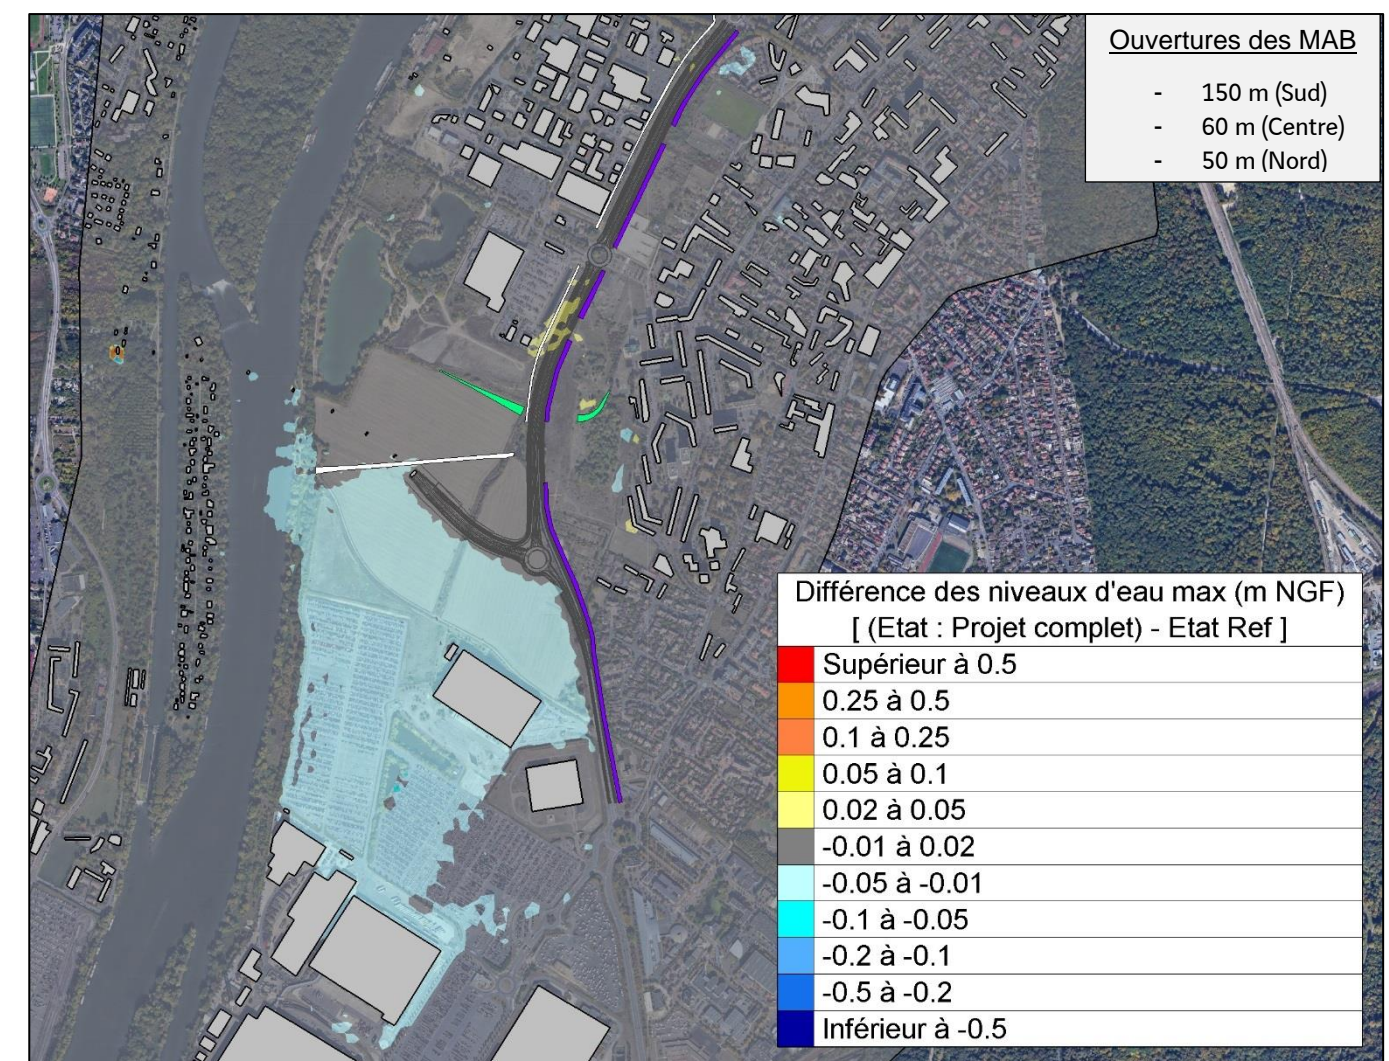 Ouvertures des MAB
- 150 m (Sud)
- 60 m (Centre)
- 50 m (Nord)
Différence des niveaux d'eau max (m NGF)
[ (Etat : Projet complet) - Etat Ref ]
Supérieur à 0.5
0.25 à 0.5
0.1 à 0.25
0.05 à 0.1
0.02 à 0.05
-0.01 à 0.02
-0.05 à -0.01
-0.1 à -0.05
-0.2 à -0.1
-0.5 à -0.2
Inférieur à -0.5